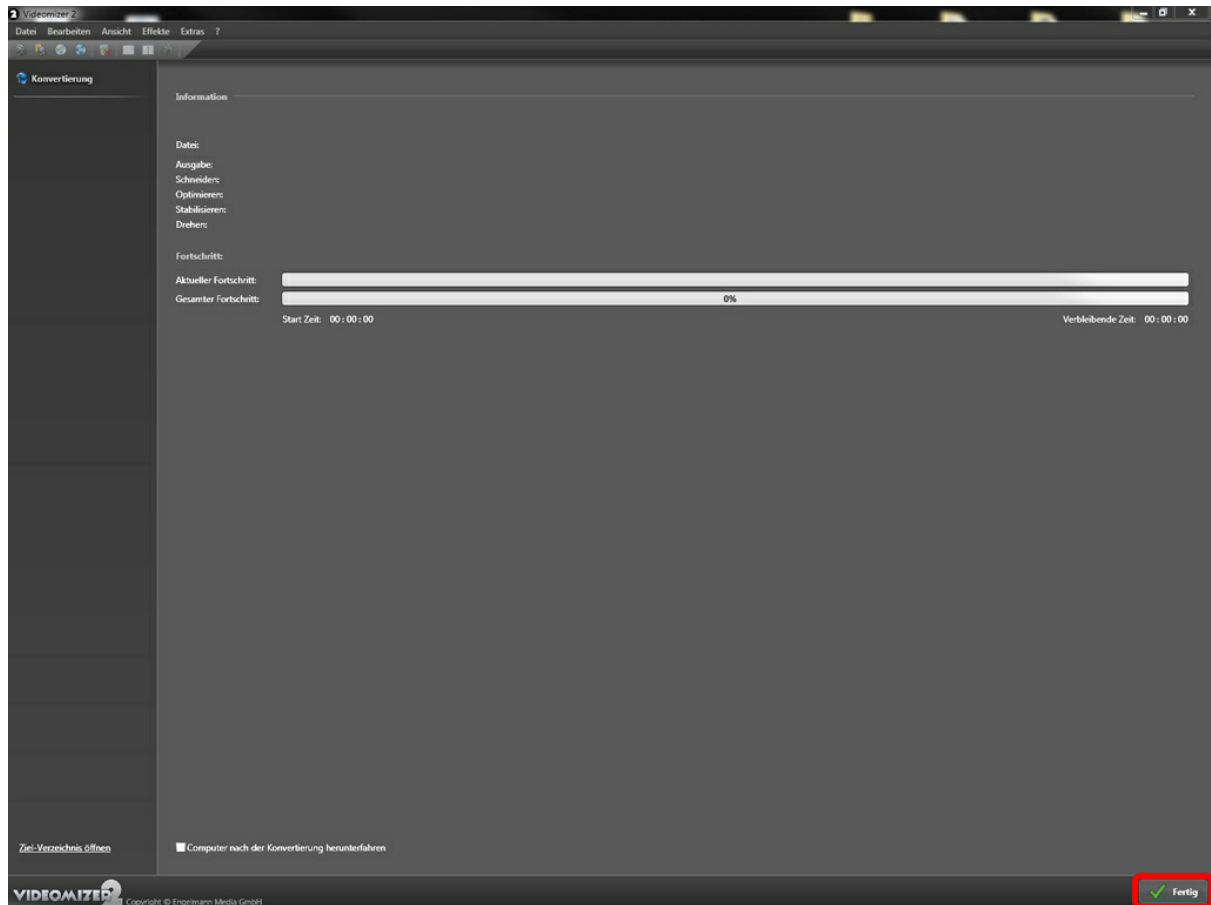 Videomizer 2
Datei Bearbeiten Ansicht Effekte Extras ?
Konvertierung
Information
Datei:
Ausgabe:
Schneiden:
Optimieren:
Stabilisieren:
Drehen:
Fortschritt:
Aktueller Fortschritt:
Gesamter Fortschritt: 0%
Start Zeit: 00 : 00 : 00 Verbleibende Zeit: 00 : 00 : 00
Ziel-Verzeichnis öffnen
Computer nach der Konvertierung herunterfahren
VIDEOMIZER 2 Copyright © Engelmann Media GmbH
Fertig